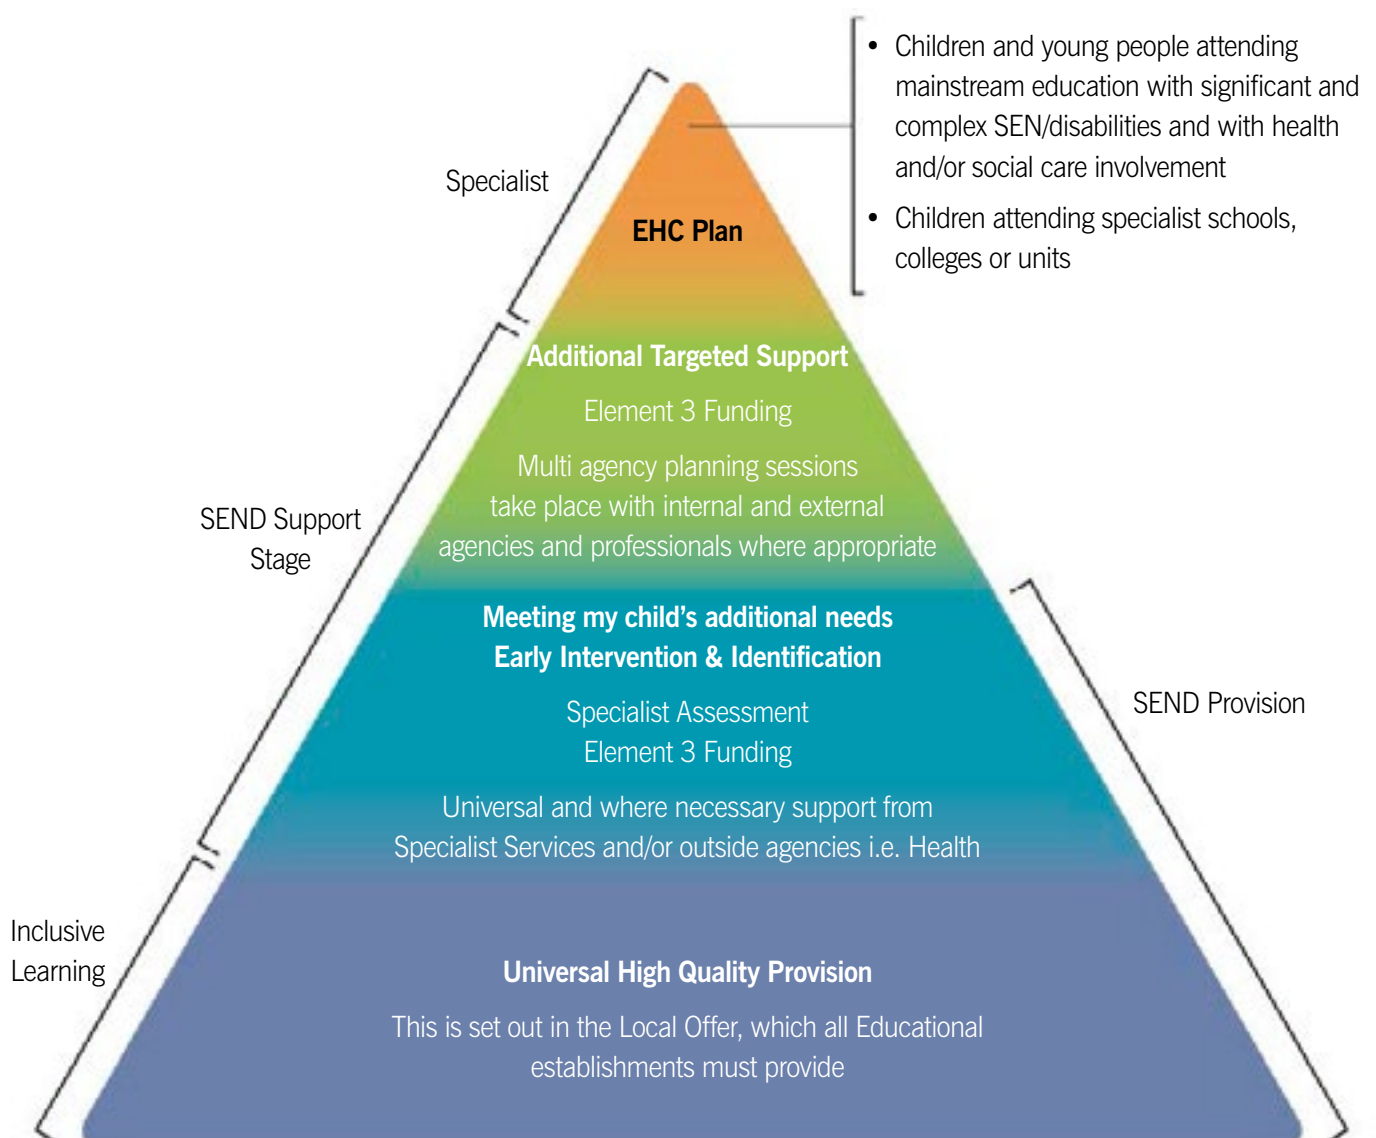 • Children and young people attending
mainstream education with significant and
complex SEN/disabilities and with health
and/or social care involvement
• Children attending specialist schools,
colleges or units
Specialist
EHC Plan
Additional Targeted Support
Element 3 Funding
Multi agency planning sessions
take place with internal and external
agencies and professionals where appropriate
SEND Support
Stage
Meeting my child’s additional needs
Early Intervention & Identification
Specialist Assessment
Element 3 Funding
Universal and where necessary support from
Specialist Services and/or outside agencies i.e. Health
SEND Provision
Inclusive
Learning
Universal High Quality Provision
This is set out in the Local Offer, which all Educational
establishments must provide